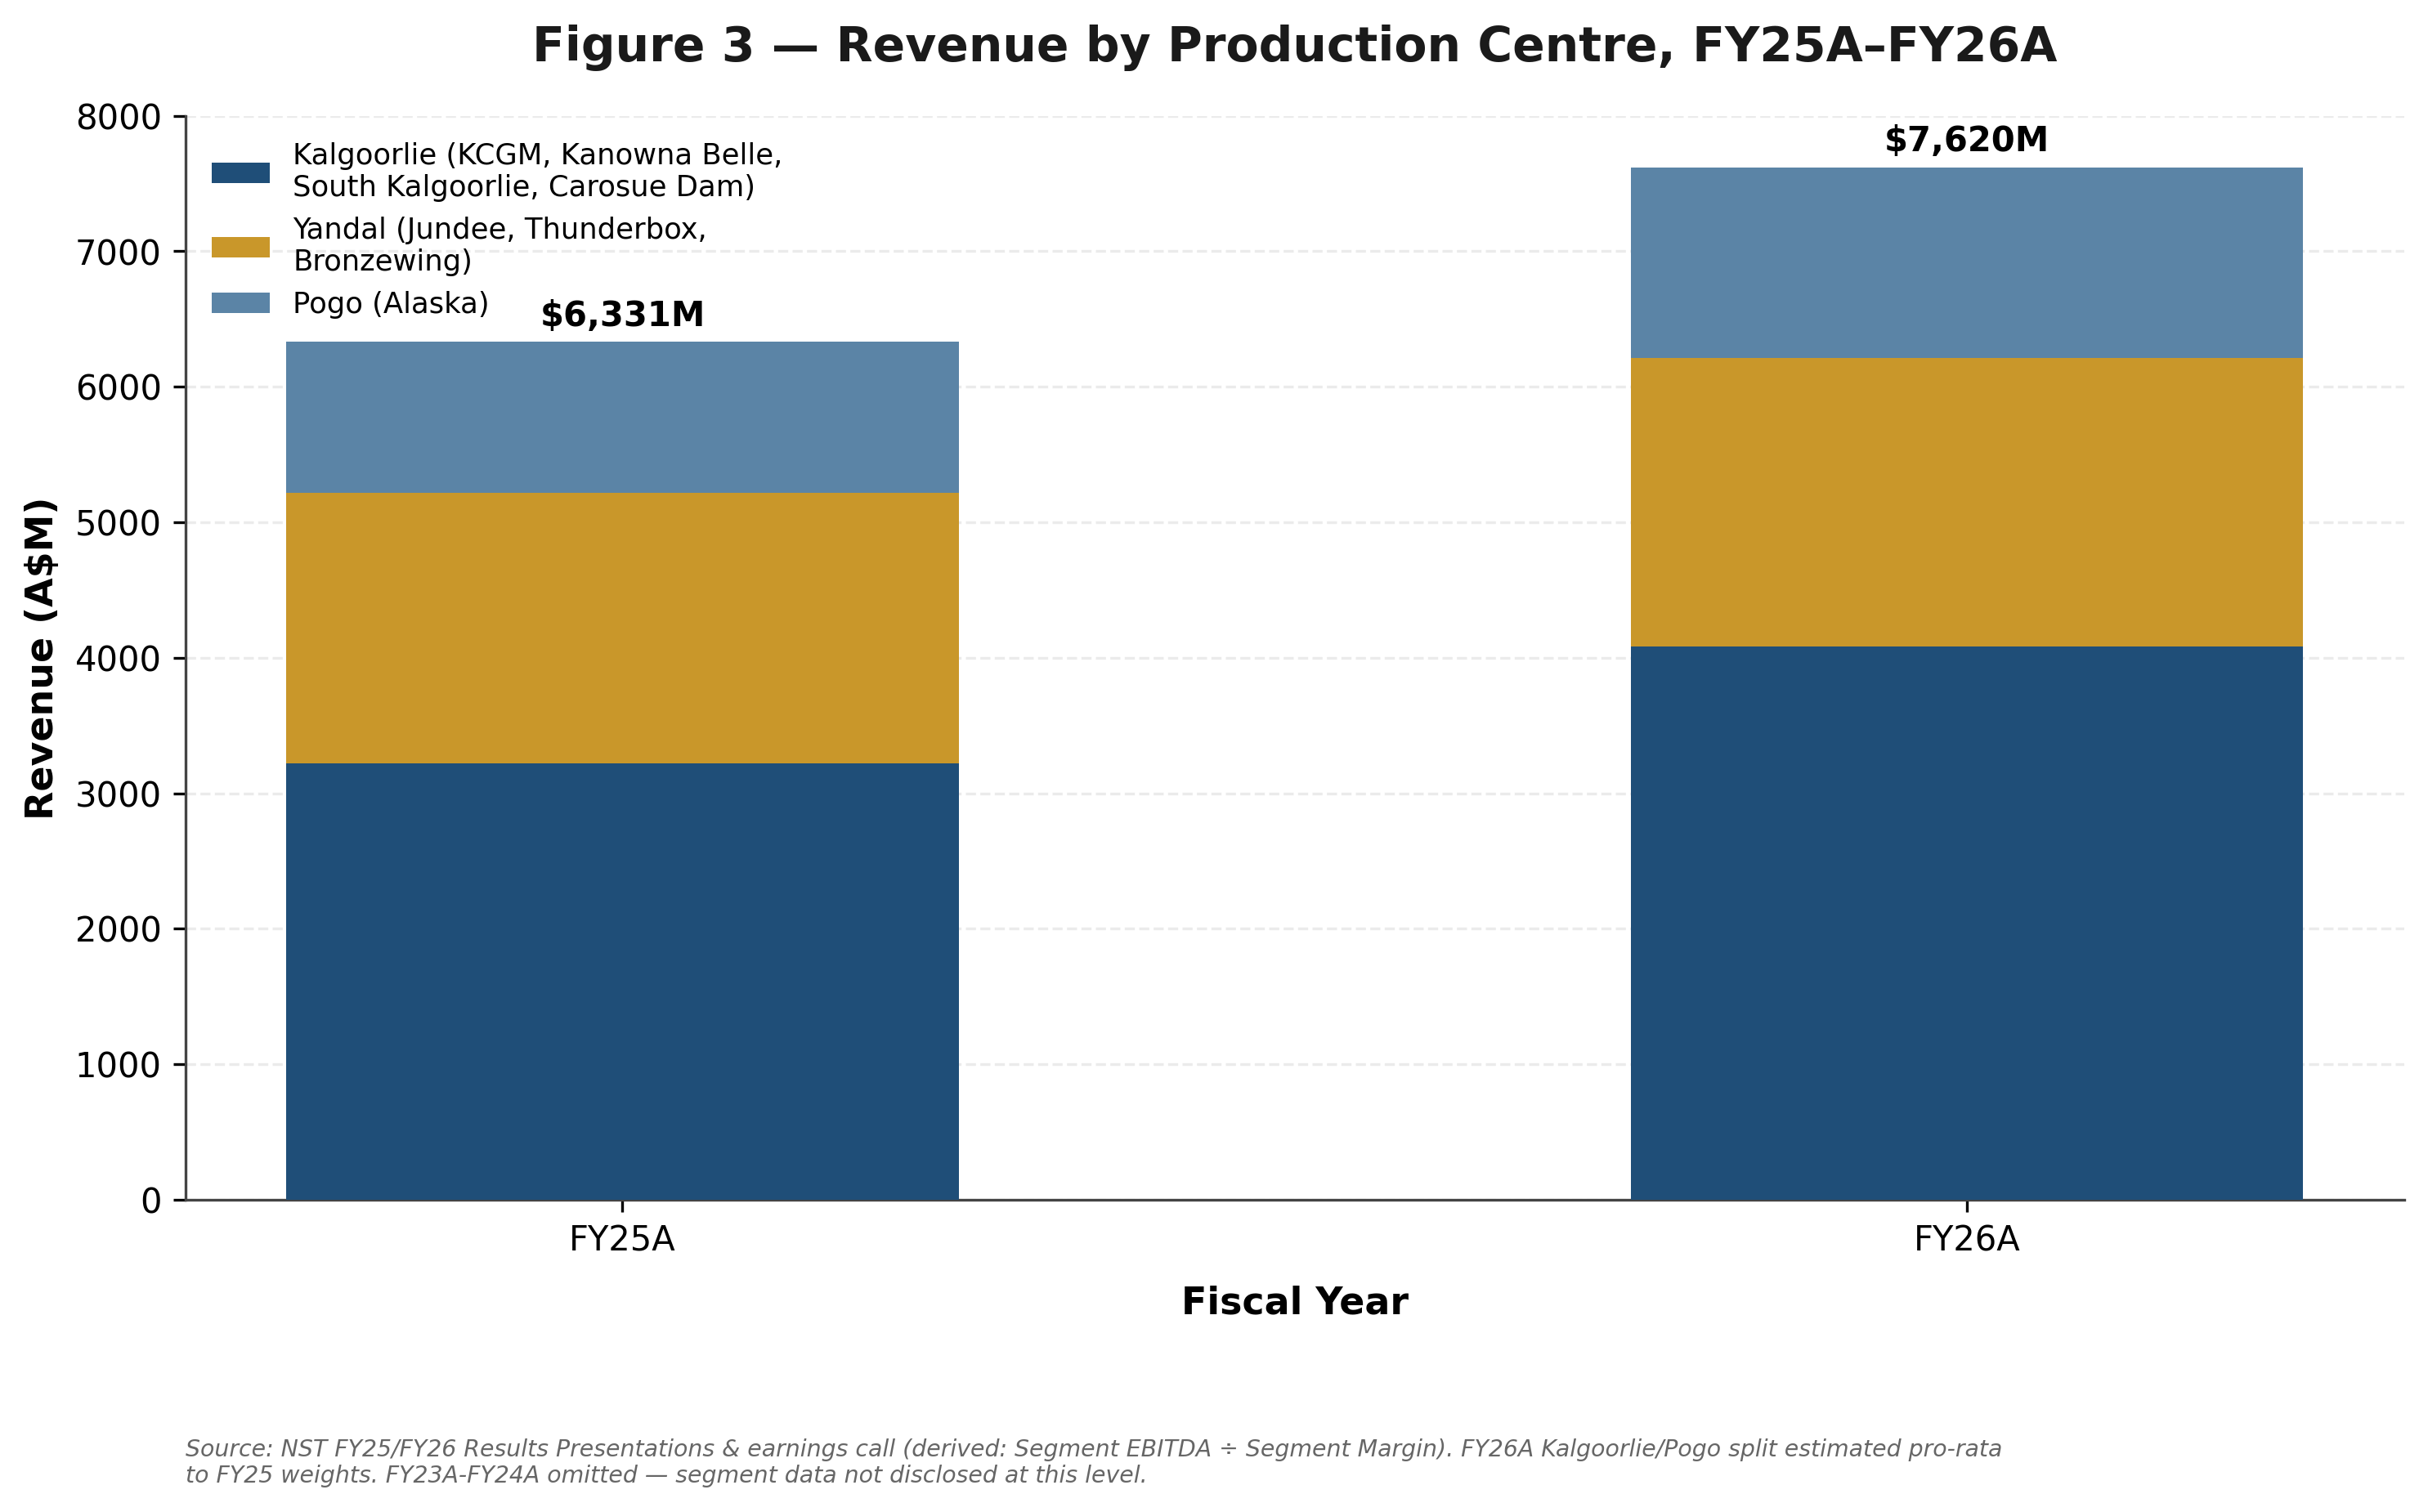 Figure 3 — Revenue by Production Centre, FY25A–FY26A
8000
7000
6000
5000
4000
3000
2000
1000
0
Revenue (A$M)
Kalgoorlie (KCGM, Kanowna Belle,
South Kalgoorlie, Carosue Dam)
Yandal (Jundee, Thunderbox,
Bronzewing)
Pogo (Alaska)
$6,331M
$7,620M
FY25A
FY26A
Fiscal Year
Source: NST FY25/FY26 Results Presentations & earnings call (derived: Segment EBITDA ÷ Segment Margin). FY26A Kalgoorlie/Pogo split estimated pro-rata
to FY25 weights. FY23A-FY24A omitted — segment data not disclosed at this level.